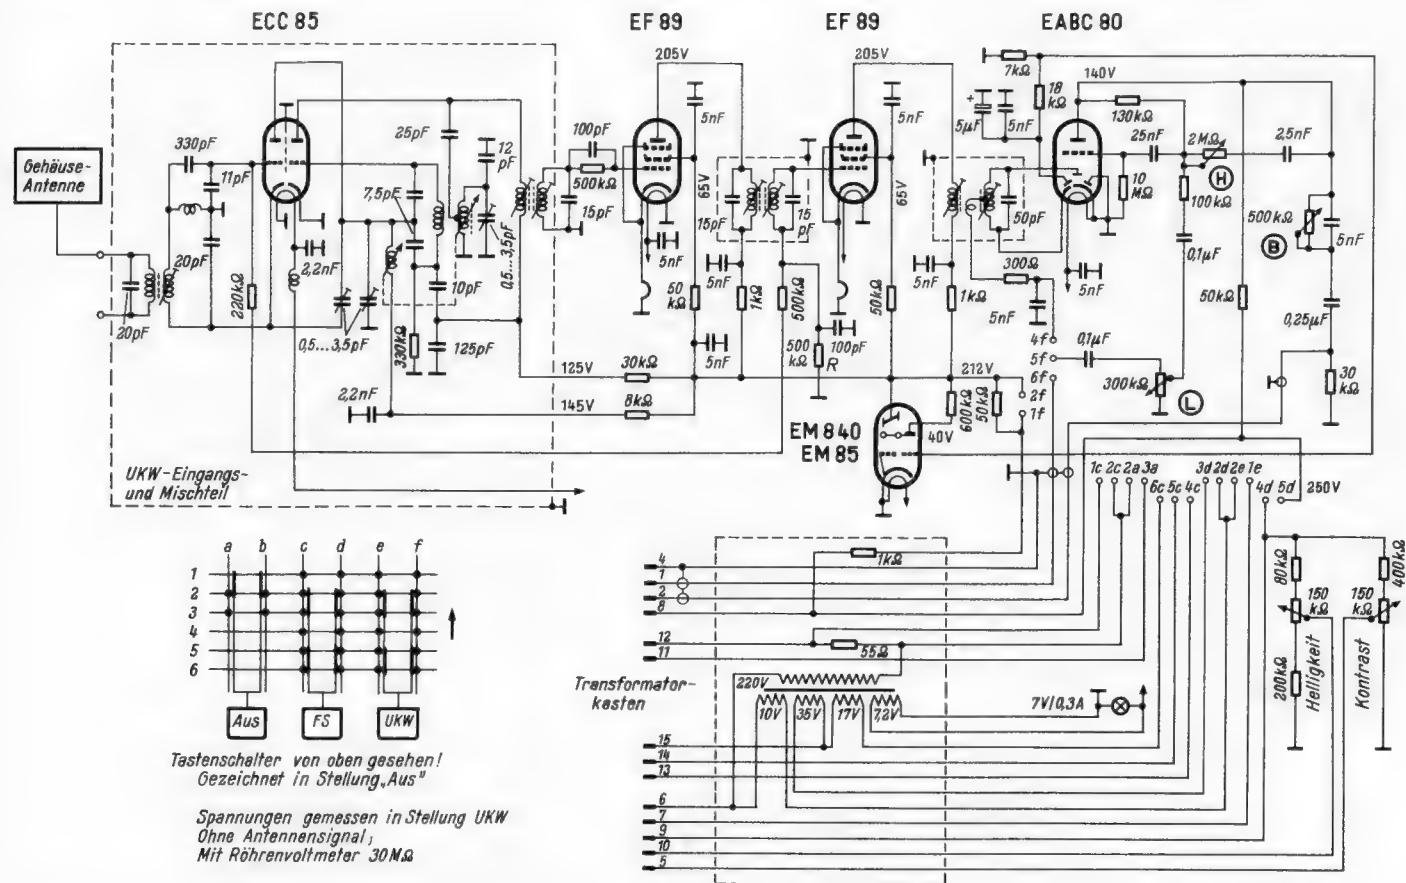 ECC 85
EF 89
EF 89
EABC 80
Gehäuse-
Antenne
330pF
11pF
20pF
20pF
220kΩ
2,2nF
0,5...3,5pF
7,5pF
25pF
12
pF
0,5...3,5pF
10pF
330kΩ
125pF
2,2nF
125V
145V
30kΩ
8kΩ
100pF
500kΩ
15pF
205V
5nF
65V
5nF
50
kΩ
5nF
15pF
15
pF
5nF
1kΩ
500kΩ
500
kΩ
R
100pF
205V
5nF
65V
50kΩ
5nF
1kΩ
50pF
300Ω
5nF
5nF
212V
600kΩ
50kΩ
40V
EM 840
EM 85
7kΩ
+
5µF
5nF
18
kΩ
140V
130kΩ
25nF
10
MΩ
2MΩ
H
100kΩ
0,1µF
2,5nF
500kΩ
B
5nF
50kΩ
0,25µF
30
kΩ
4f
5f
6f
2f
1f
0,1µF
300kΩ
L
1c 2c 2a 3a
6c 5c 4c
3d 2d 2e 1e
4d 5d
250V
UKW-Eingangs-
und Mischteil
a b c d e f
1
2
3
4
5
6
Aus
FS
UKW
Tastenschalter von oben gesehen!
Gezeichnet in Stellung „Aus"
Spannungen gemessen in Stellung UKW
Ohne Antennensignal;
Mit Röhrenvoltmeter 30MΩ
Transformator-
kasten
4
1
2
8
12
11
15
14
13
6
7
9
10
5
1kΩ
55Ω
220V
10V
35V
17V
7,2V
7V/0,3A
80kΩ
150
kΩ
200kΩ
Helligkeit
400kΩ
150
kΩ
Kontrast